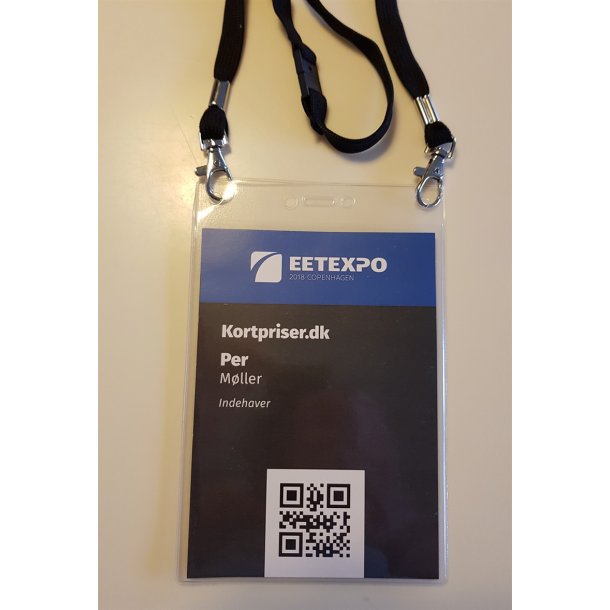 EETEXPO
2018 COPENHAGEN
Kortpriser.dk
Per
Møller
Indehaver